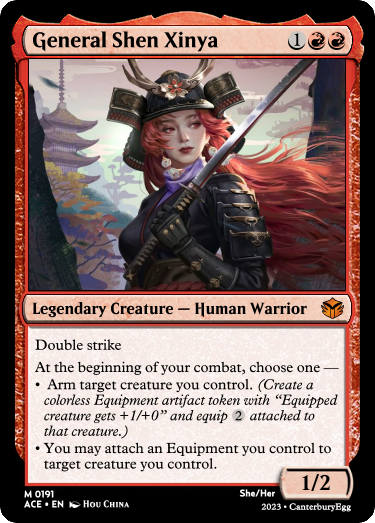 General Shen Xinya 1
Legendary Creature — Human Warrior
Double strike
At the beginning of your combat, choose one —
• Arm target creature you control. (Create a
colorless Equipment artifact token with “Equipped
creature gets +1/+0” and equip 2 attached to
that creature.)
• You may attach an Equipment you control to
target creature you control.
1/2
M 0191
ACE • EN Hou China
She/Her
2023 • CanterburyEgg